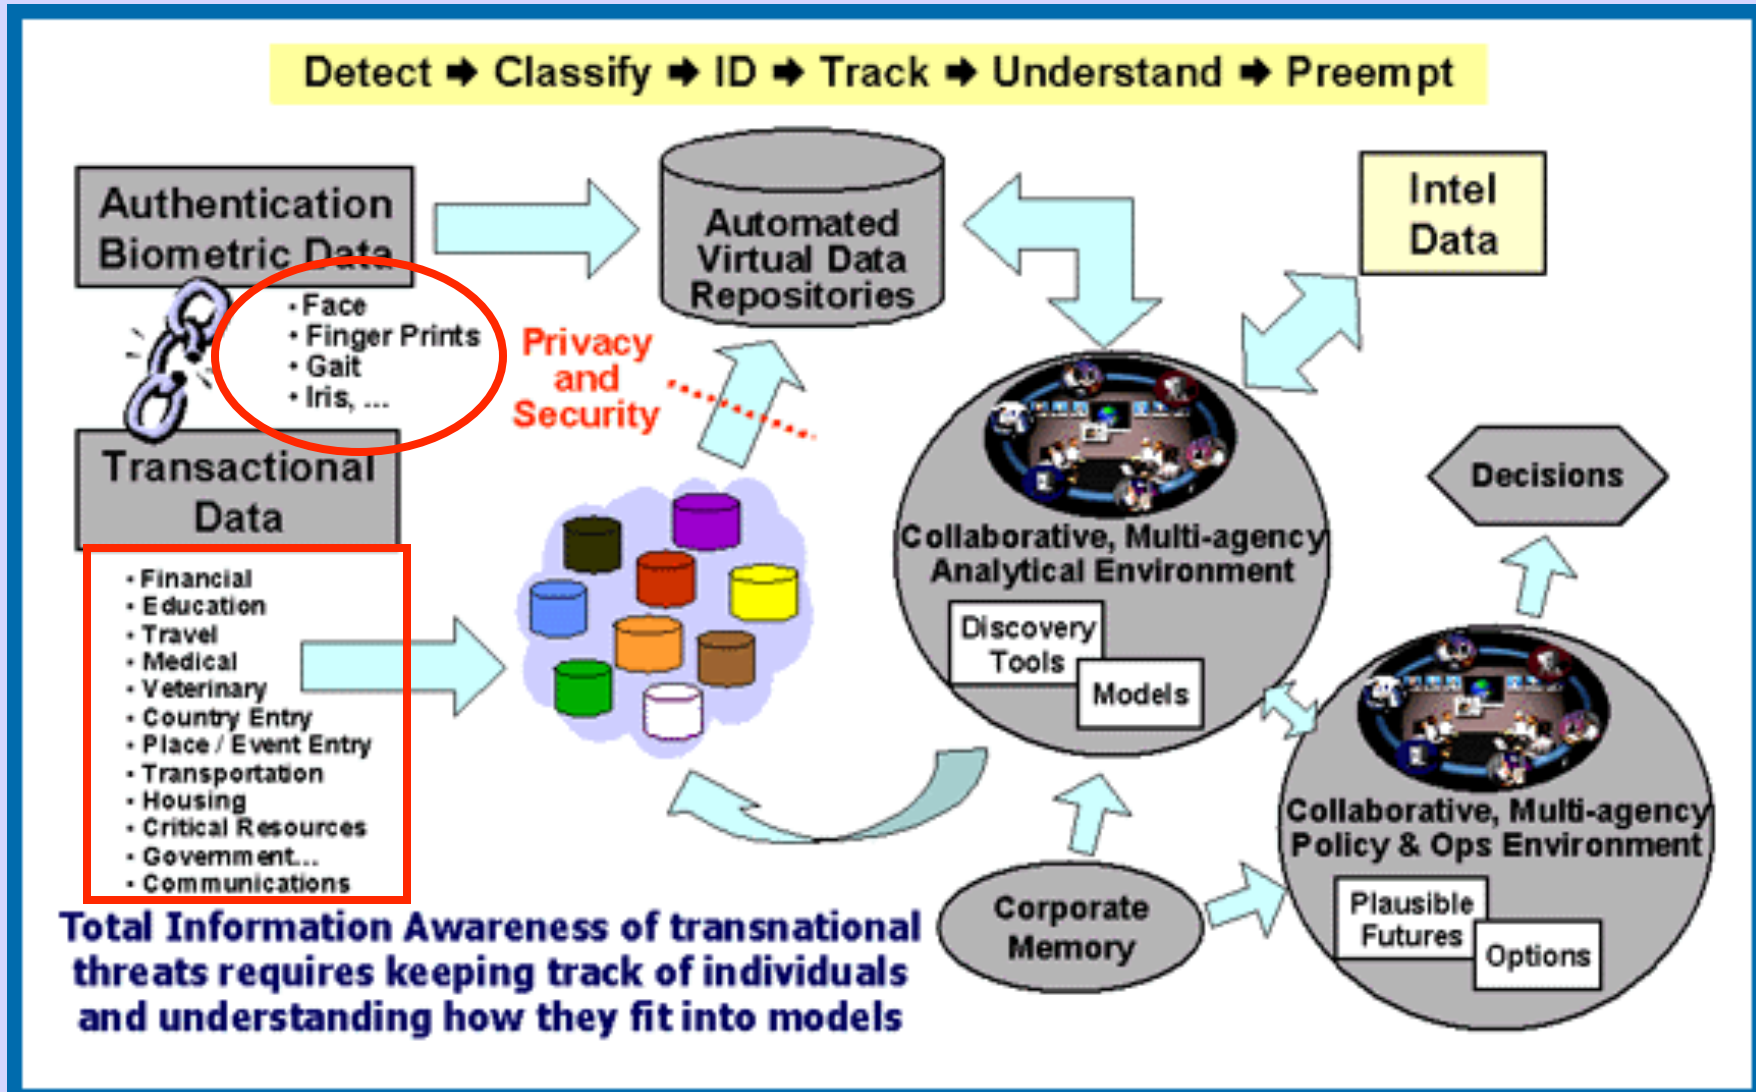 Detect ➔ Classify ➔ ID ➔ Track ➔ Understand ➔ Preempt
Authentication
Biometric Data
• Face
• Finger Prints
• Gait
• Iris, ...
Transactional
Data
• Financial
• Education
• Travel
• Medical
• Veterinary
• Country Entry
• Place / Event Entry
• Transportation
• Housing
• Critical Resources
• Government...
• Communications
Automated
Virtual Data
Repositories
Privacy
and
Security
Intel
Data
Collaborative, Multi-agency
Analytical Environment
Discovery
Tools
Models
Decisions
Collaborative, Multi-agency
Policy & Ops Environment
Plausible
Futures
Options
Corporate
Memory
Total Information Awareness of transnational
threats requires keeping track of individuals
and understanding how they fit into models